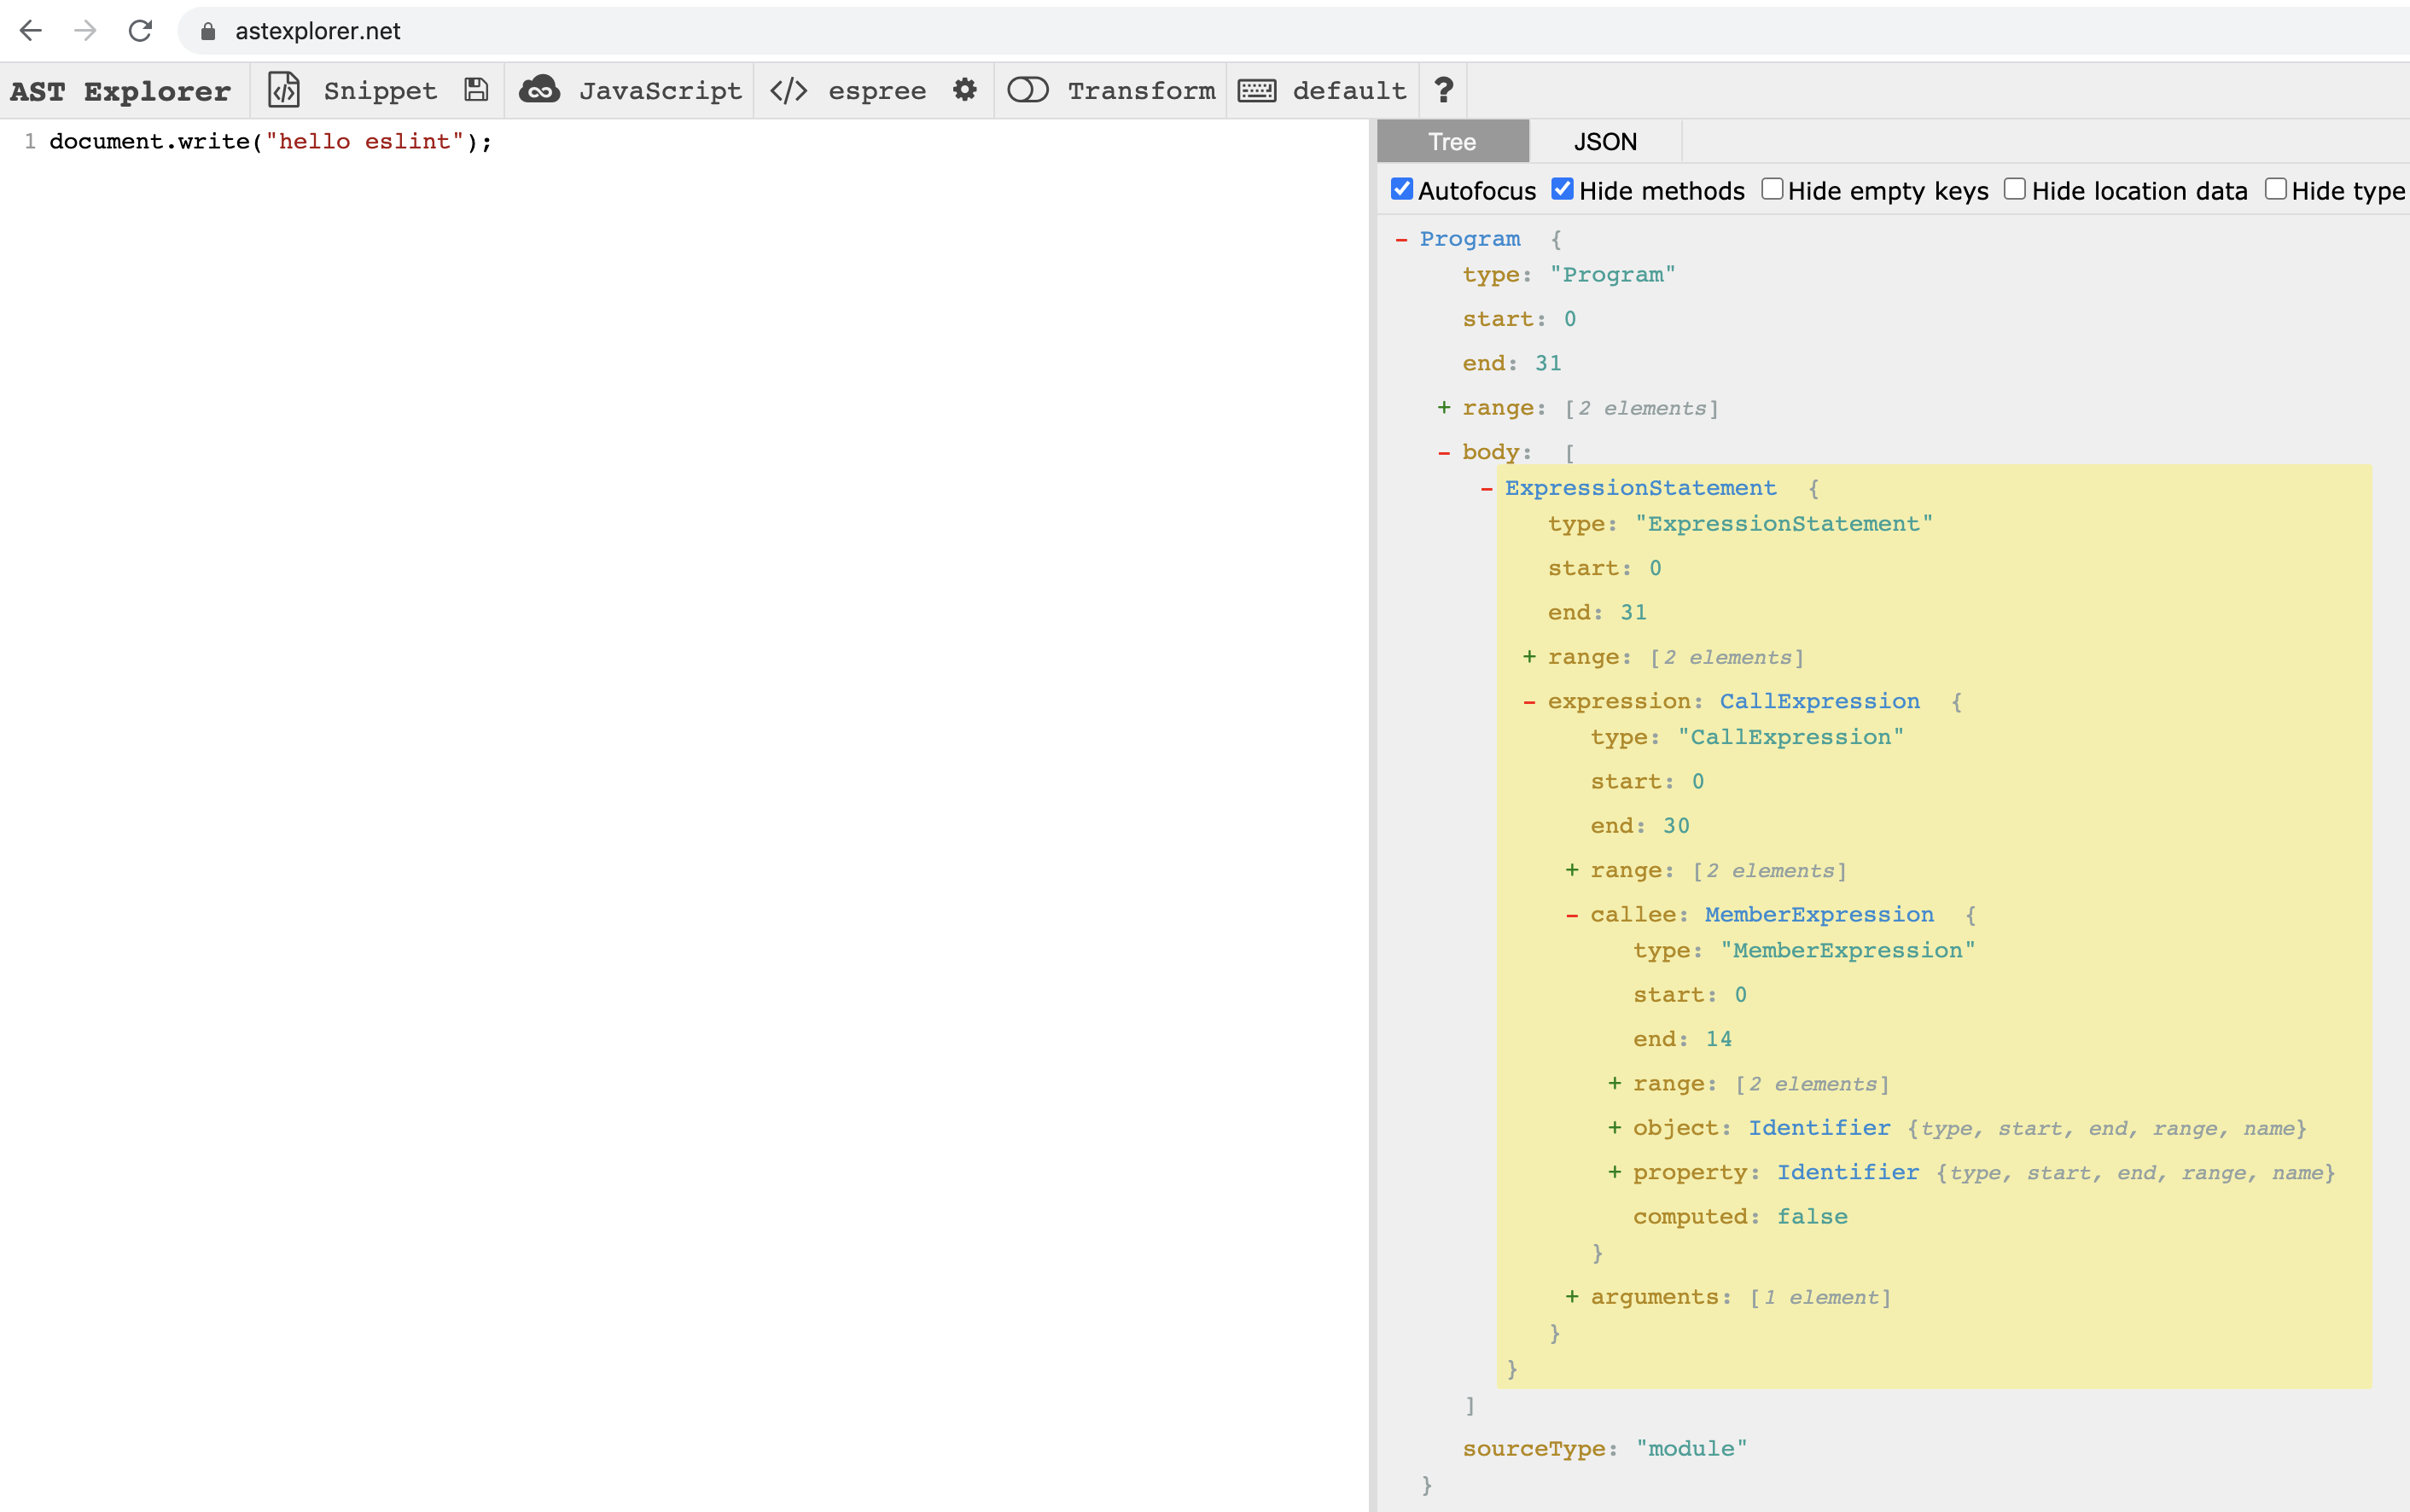 astexplorer.net
AST Explorer Snippet JavaScript </> espree Transform default ?
1 document.write("hello eslint");
Tree JSON
Autofocus Hide methods Hide empty keys Hide location data Hide type
- Program {
type: "Program"
start: 0
end: 31
+ range: [2 elements]
- body: [
- ExpressionStatement {
type: "ExpressionStatement"
start: 0
end: 31
+ range: [2 elements]
- expression: CallExpression {
type: "CallExpression"
start: 0
end: 30
+ range: [2 elements]
- callee: MemberExpression {
type: "MemberExpression"
start: 0
end: 14
+ range: [2 elements]
+ object: Identifier {type, start, end, range, name}
+ property: Identifier {type, start, end, range, name}
computed: false
}
+ arguments: [1 element]
}
}
]
sourceType: "module"
}